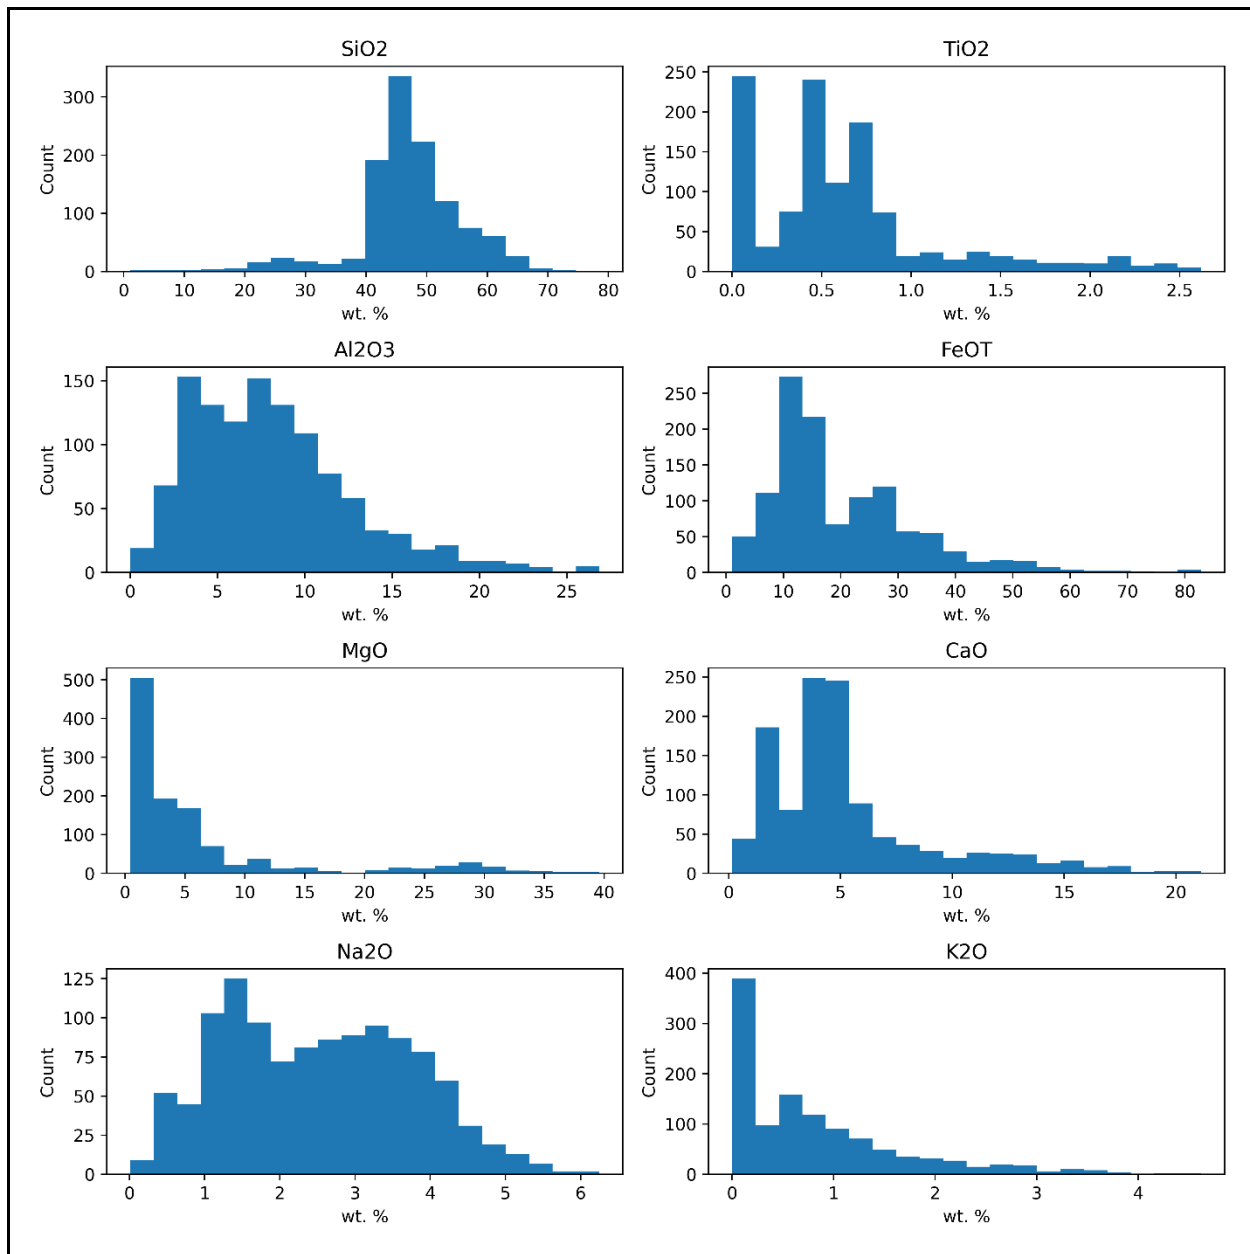 SiO2
300
200
100
0
Count
0 10 20 30 40 50 60 70 80
wt. %
TiO2
250
200
150
100
50
0
Count
0.0 0.5 1.0 1.5 2.0 2.5
wt. %
Al2O3
150
100
50
0
Count
0 5 10 15 20 25
wt. %
FeOT
250
200
150
100
50
0
Count
0 10 20 30 40 50 60 70 80
wt. %
MgO
500
400
300
200
100
0
Count
0 5 10 15 20 25 30 35 40
wt. %
CaO
250
200
150
100
50
0
Count
0 5 10 15 20
wt. %
Na2O
125
100
75
50
25
0
Count
0 1 2 3 4 5 6
wt. %
K2O
400
300
200
100
0
Count
0 1 2 3 4
wt. %